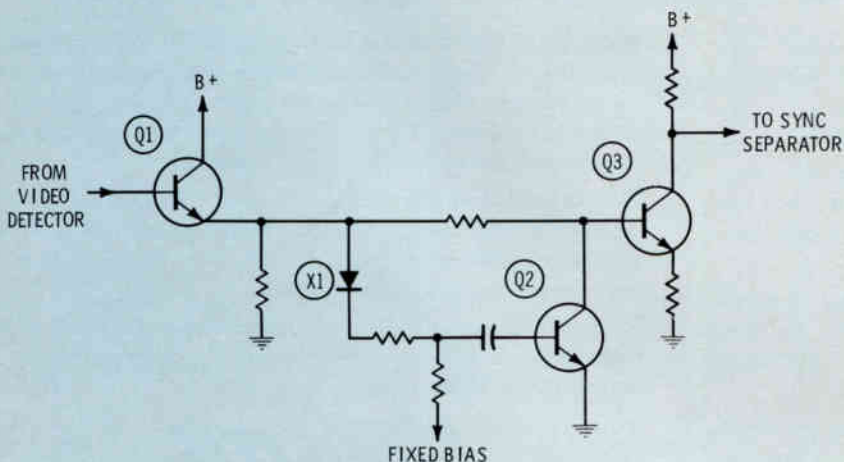 B+
B+
Q1
TO SYNC
SEPARATOR
Q3
FROM
VIDEO
DETECTOR
X1
Q2
FIXED BIAS